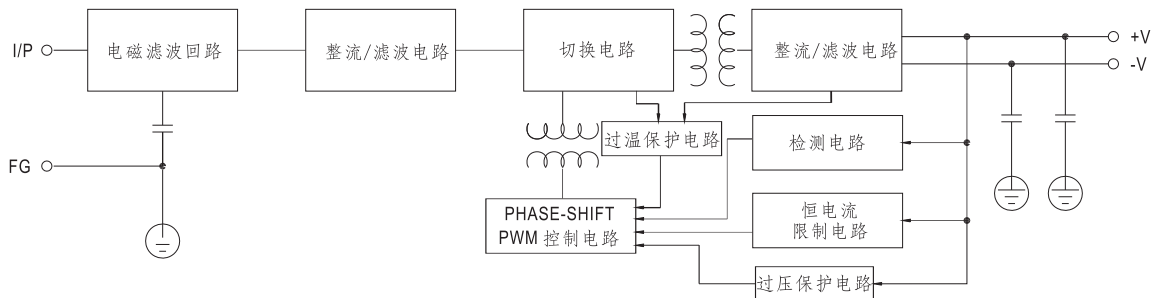 I/P
电磁滤波回路
整流/滤波电路
切换电路
整流/滤波电路
+V
-V
过温保护电路
检测电路
FG
PHASE-SHIFT
PWM 控制电路
恒电流
限制电路
过压保护电路